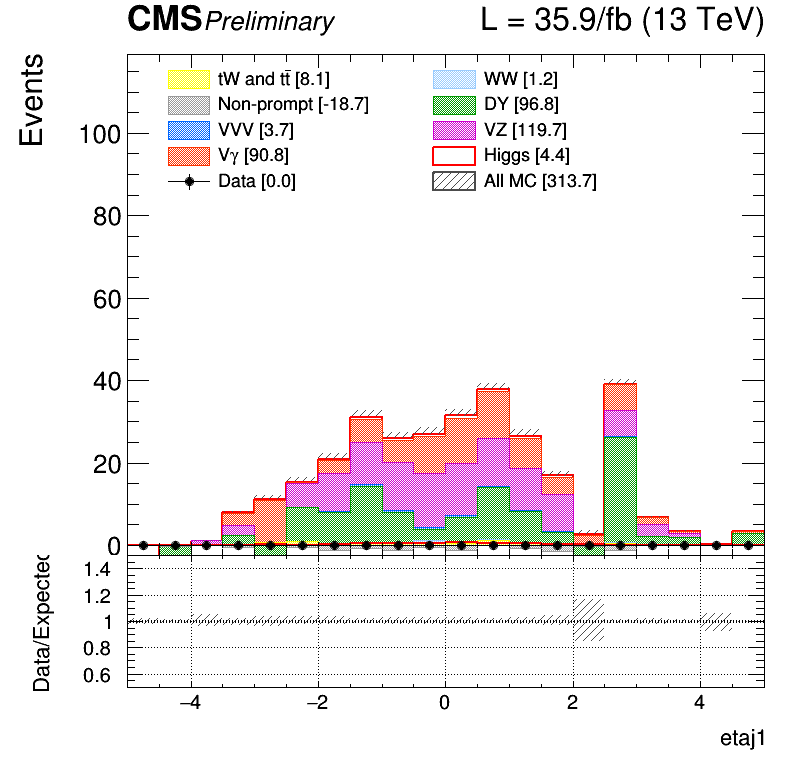 CMS Preliminary L = 35.9/fb (13 TeV)
Events
tW and tt̄ [8.1] WW [1.2]
Non-prompt [-18.7] DY [96.8]
VVV [3.7] VZ [119.7]
Vγ [90.8] Higgs [4.4]
Data [0.0] All MC [313.7]
100
80
60
40
20
0
Data/Expected
1.4
1.2
1
0.8
0.6
−4 −2 0 2 4
etaj1